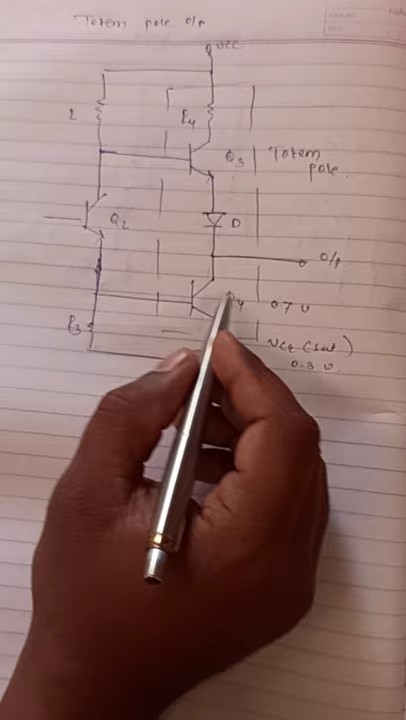 Totem pole o/p
VCC
R4
Q3
Totem
pole.
Q2
D
o/p
0.7 V
R3
VCE (sat)
0.3 V.